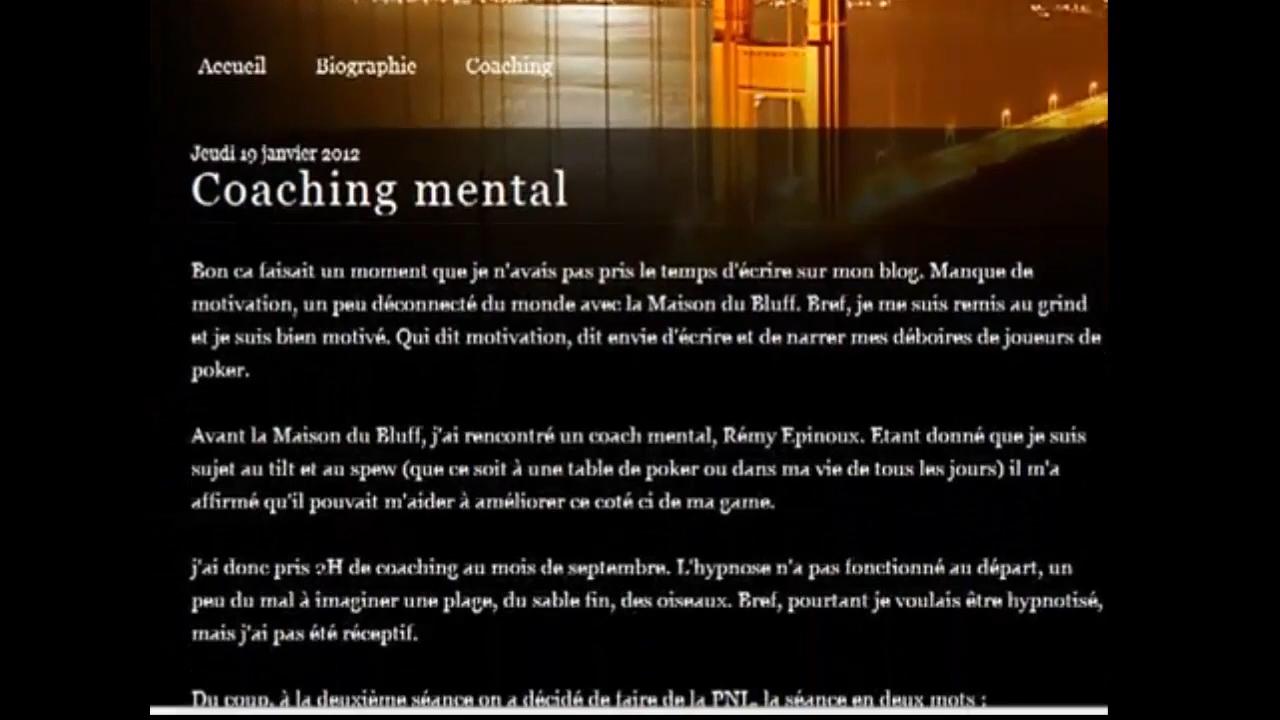 Accueil Biographie Coaching
Jeudi 19 janvier 2012
Coaching mental
Bon ca faisait un moment que je n'avais pas pris le temps d'écrire sur mon blog. Manque de
motivation, un peu déconnecté du monde avec la Maison du Bluff. Bref, je me suis remis au grind
et je suis bien motivé. Qui dit motivation, dit envie d'écrire et de narrer mes déboires de joueurs de
poker.
Avant la Maison du Bluff, j'ai rencontré un coach mental, Rémy Epinoux. Etant donné que je suis
sujet au tilt et au spew (que ce soit à une table de poker ou dans ma vie de tous les jours) il m'a
affirmé qu'il pouvait m'aider à améliorer ce coté ci de ma game.
j'ai donc pris 2H de coaching au mois de septembre. L'hypnose n'a pas fonctionné au départ, un
peu du mal à imaginer une plage, du sable fin, des oiseaux. Bref, pourtant je voulais être hypnotisé,
mais j'ai pas été réceptif.
Du coup, à la deuxième séance on a décidé de faire de la PNL, la séance en deux mots :